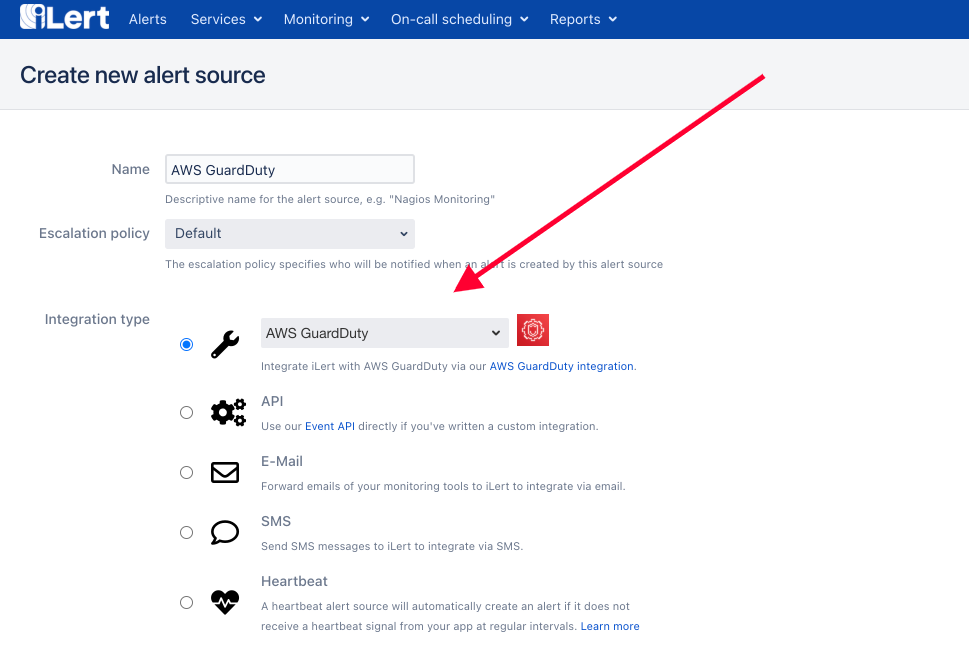 iLert Alerts Services Monitoring On-call scheduling Reports
Create new alert source
Name AWS GuardDuty
Descriptive name for the alert source, e.g. "Nagios Monitoring"
Escalation policy Default
The escalation policy specifies who will be notified when an alert is created by this alert source
Integration type
AWS GuardDuty
Integrate iLert with AWS GuardDuty via our AWS GuardDuty integration.
API
Use our Event API directly if you've written a custom integration.
E-Mail
Forward emails of your monitoring tools to iLert to integrate via email.
SMS
Send SMS messages to iLert to integrate via SMS.
Heartbeat
A heartbeat alert source will automatically create an alert if it does not
receive a heartbeat signal from your app at regular intervals. Learn more